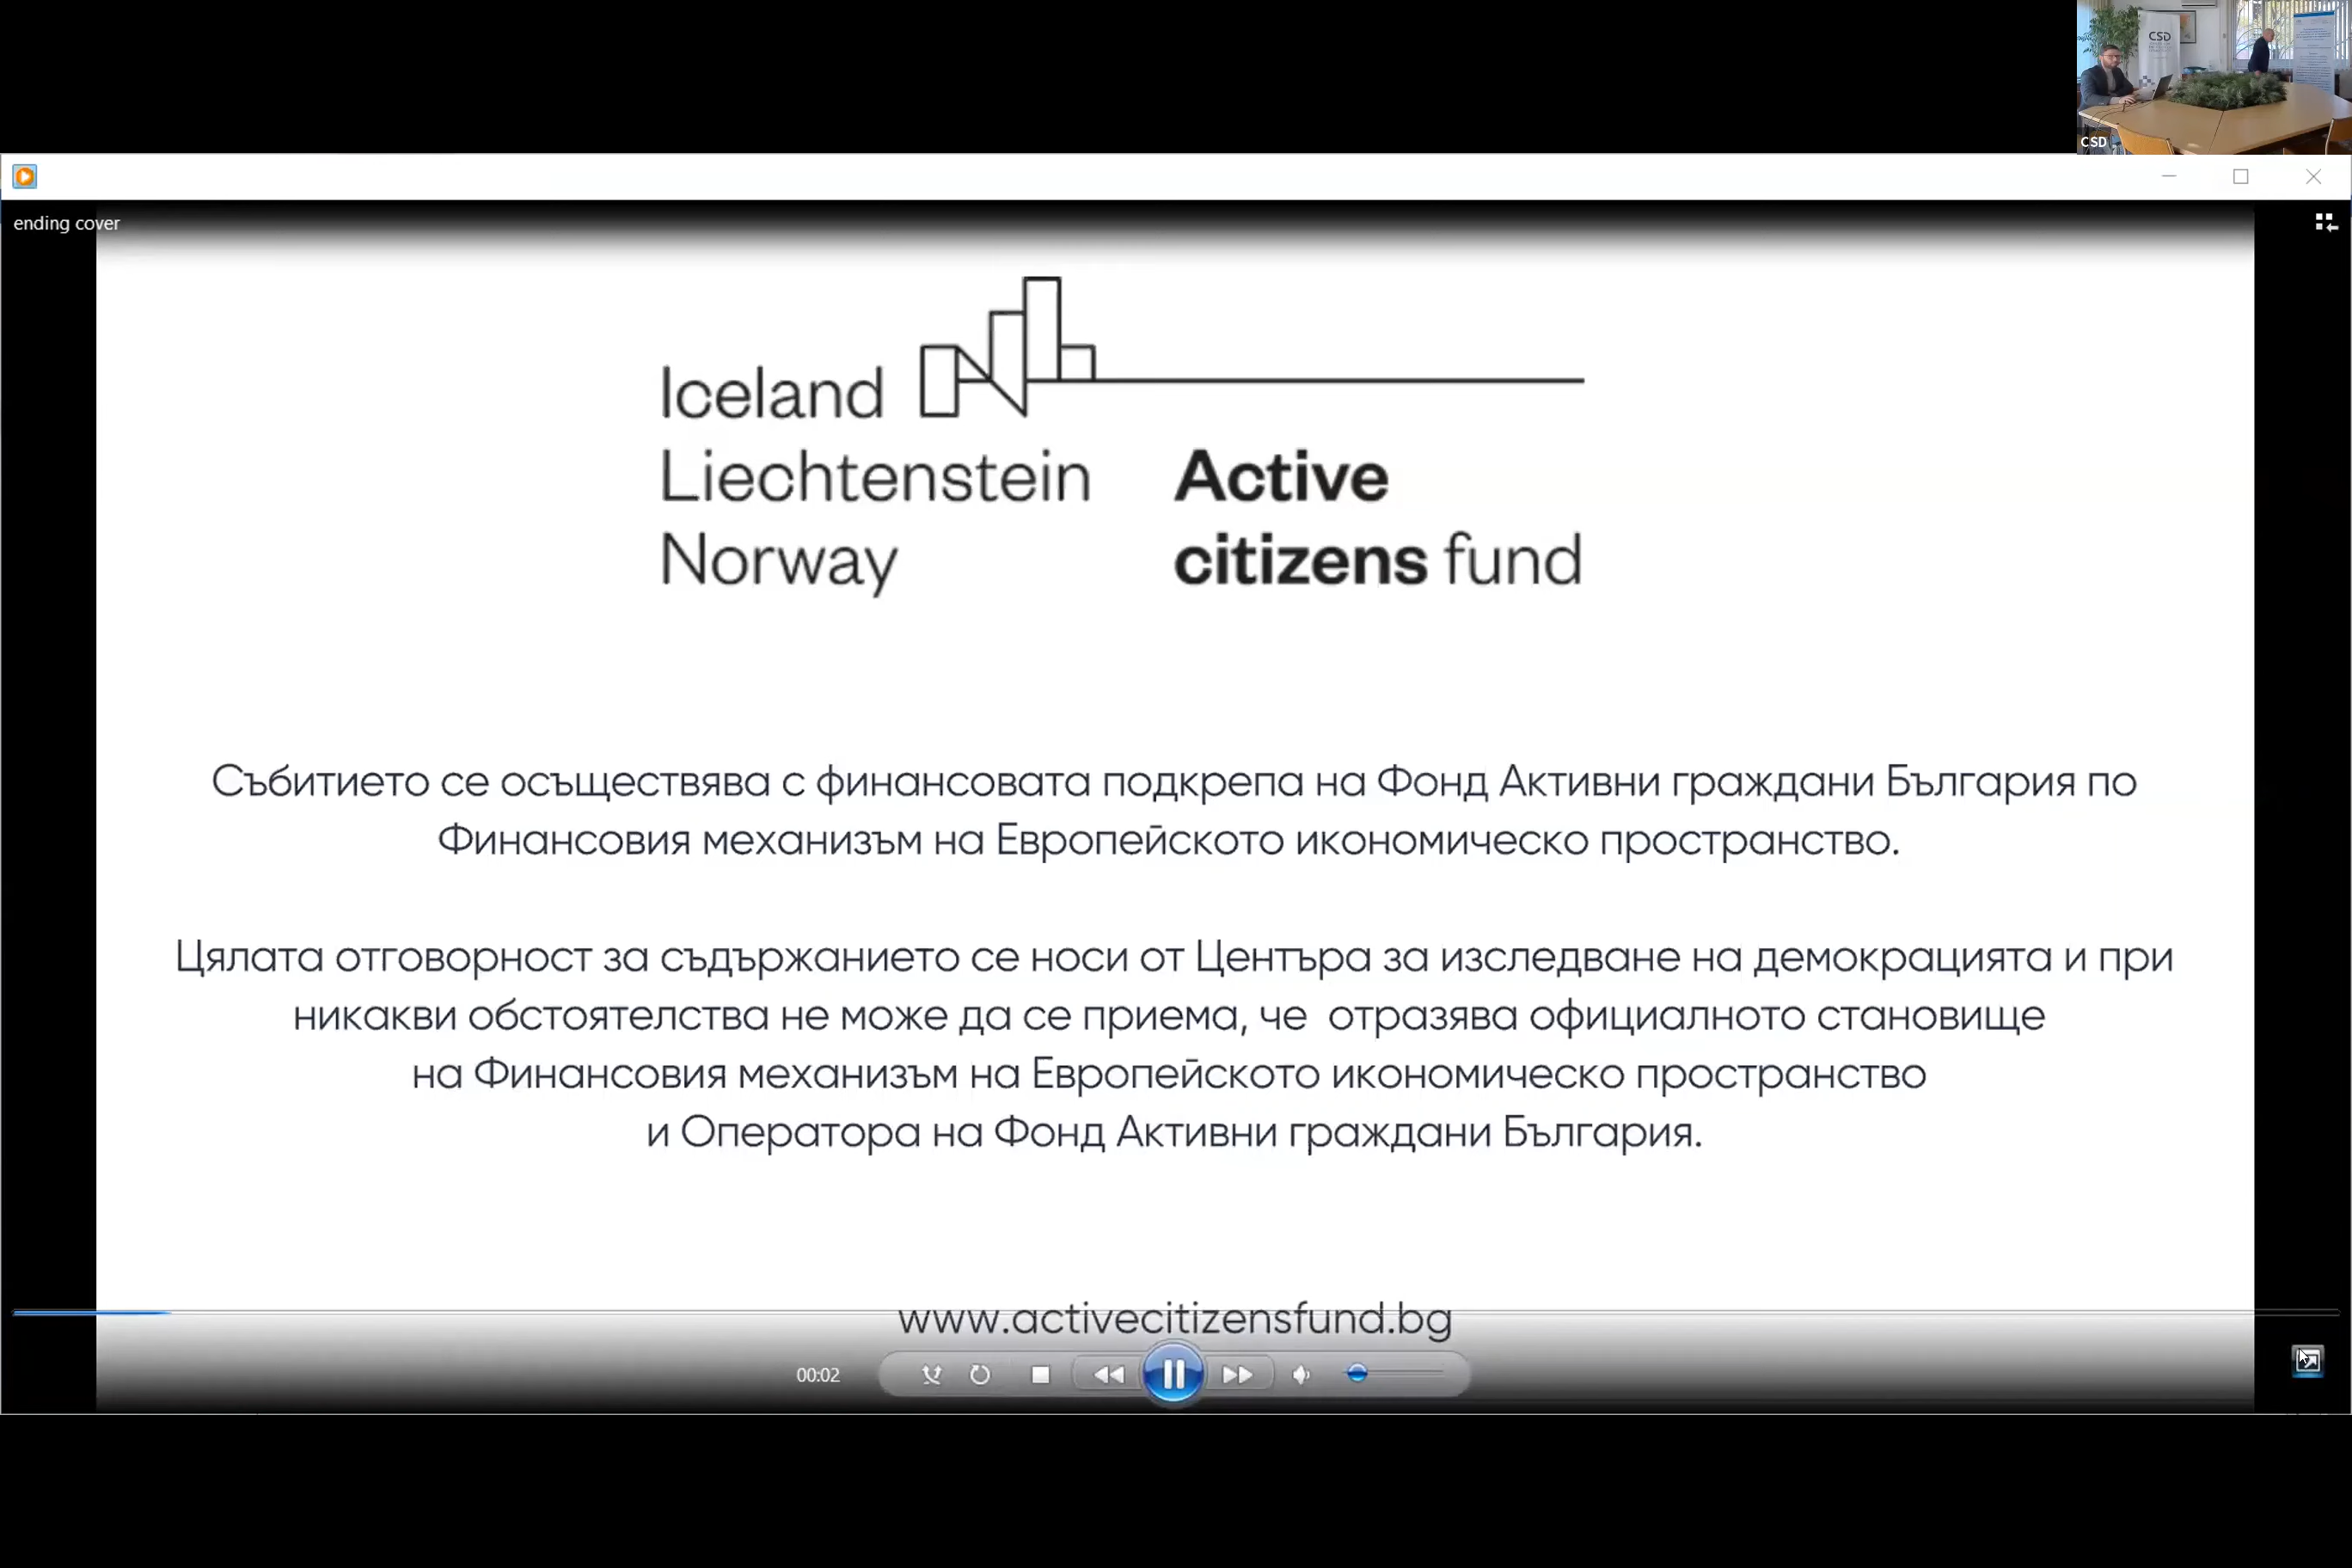 CSD
CSD
ending cover
Iceland
Liechtenstein
Norway
Active
citizens fund
Събитието се осъществява с финансовата подкрепа на Фонд Активни граждани България по
Финансовия механизъм на Европейското икономическо пространство.
Цялата отговорност за съдържанието се носи от Центъра за изследване на демокрацията и при
никакви обстоятелства не може да се приема, че отразява официалното становище
на Финансовия механизъм на Европейското икономическо пространство
и Оператора на Фонд Активни граждани България.
www.activecitizensfund.bg
00:02